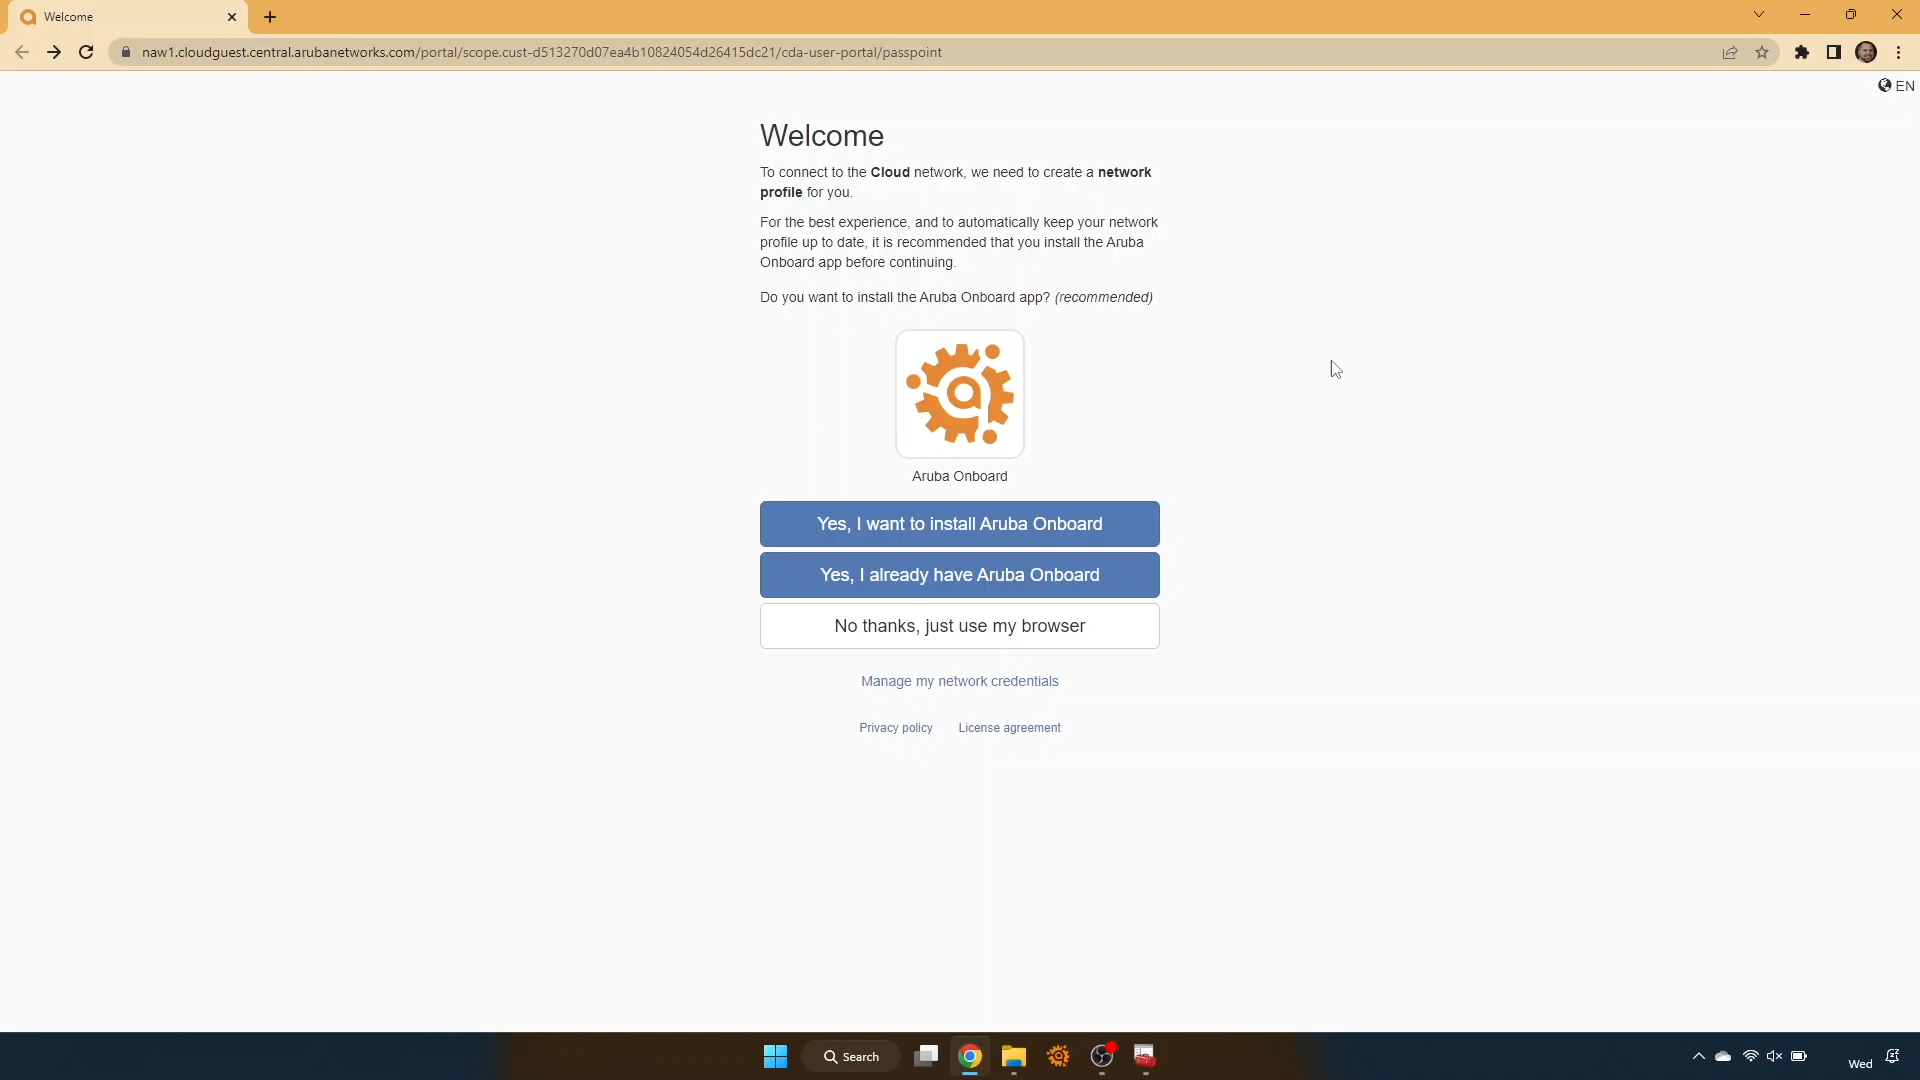 Welcome
naw1.cloudguest.central.arubanetworks.com/portal/scope.cust-d513270d07ea4b10824054d26415dc21/cda-user-portal/passpoint
EN
Welcome
To connect to the Cloud network, we need to create a network
profile for you.
For the best experience, and to automatically keep your network
profile up to date, it is recommended that you install the Aruba
Onboard app before continuing.
Do you want to install the Aruba Onboard app? (recommended)
Aruba Onboard
Yes, I want to install Aruba Onboard
Yes, I already have Aruba Onboard
No thanks, just use my browser
Manage my network credentials
Privacy policy License agreement
Search
Wed